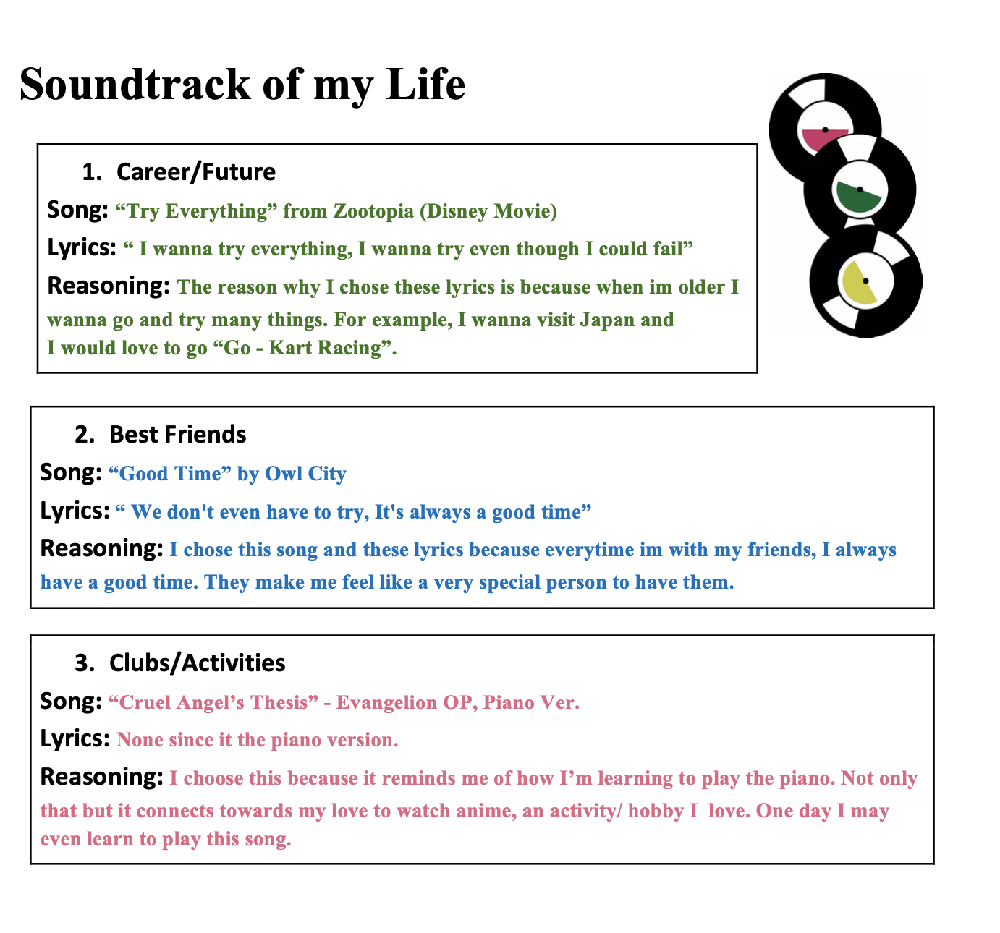 Soundtrack of my Life
1. Career/Future
Song: “Try Everything” from Zootopia (Disney Movie)
Lyrics: “ I wanna try everything, I wanna try even though I could fail”
Reasoning: The reason why I chose these lyrics is because when im older I
wanna go and try many things. For example, I wanna visit Japan and
I would love to go “Go - Kart Racing”.
2. Best Friends
Song: “Good Time” by Owl City
Lyrics: “ We don't even have to try, It's always a good time”
Reasoning: I chose this song and these lyrics because everytime im with my friends, I always
have a good time. They make me feel like a very special person to have them.
3. Clubs/Activities
Song: “Cruel Angel’s Thesis” - Evangelion OP, Piano Ver.
Lyrics: None since it the piano version.
Reasoning: I choose this because it reminds me of how I’m learning to play the piano. Not only
that but it connects towards my love to watch anime, an activity/ hobby I  love. One day I may
even learn to play this song.